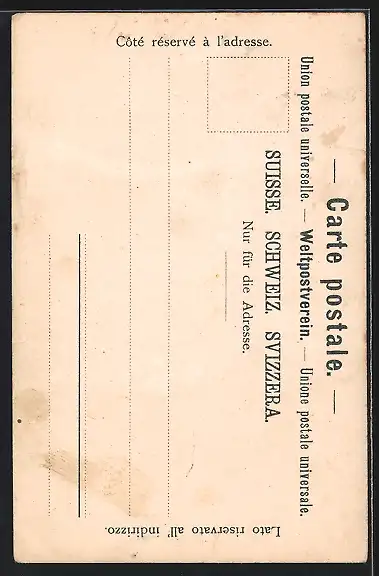 — Carte postale. —
Union postale universelle. — Weltpostverein. — Unione postale universale.
SUISSE. SCHWEIZ. SVIZZERA.
Nur für die Adresse.
Côté réservé à l'adresse.
Lato riservato all' indirizzo.